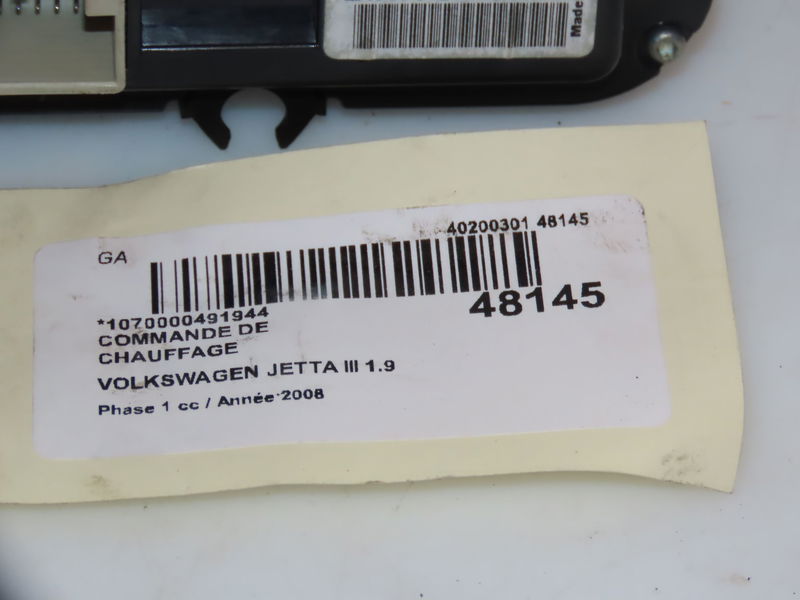 Made
GA
40200301 48145
48145
*1070000491944
COMMANDE DE
CHAUFFAGE
VOLKSWAGEN JETTA III 1.9
Phase 1 cc / Année 2008